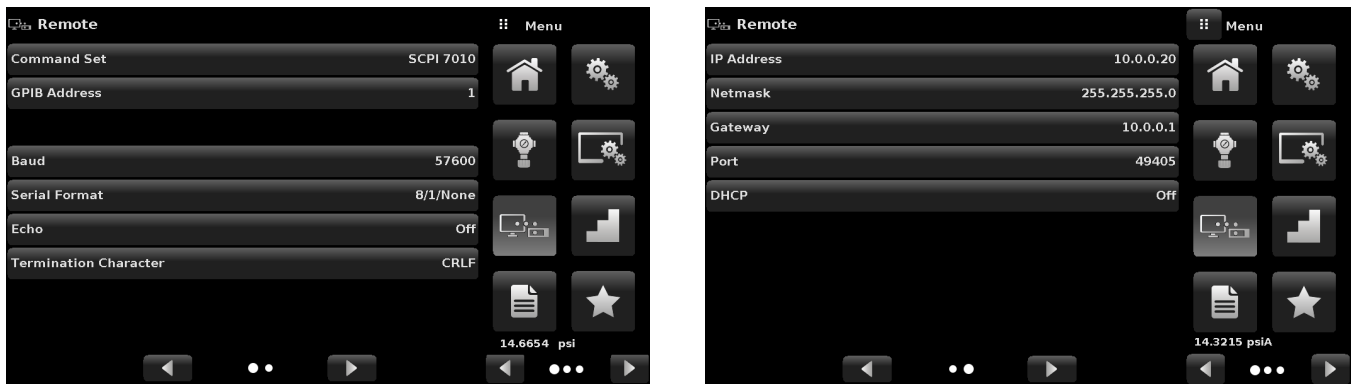 Remote
Command Set SCPI 7010
GPIB Address 1
Baud 57600
Serial Format 8/1/None
Echo Off
Termination Character CRLF
Menu
14.6654 psi
Remote
IP Address 10.0.0.20
Netmask 255.255.255.0
Gateway 10.0.0.1
Port 49405
DHCP Off
Menu
14.3215 psiA